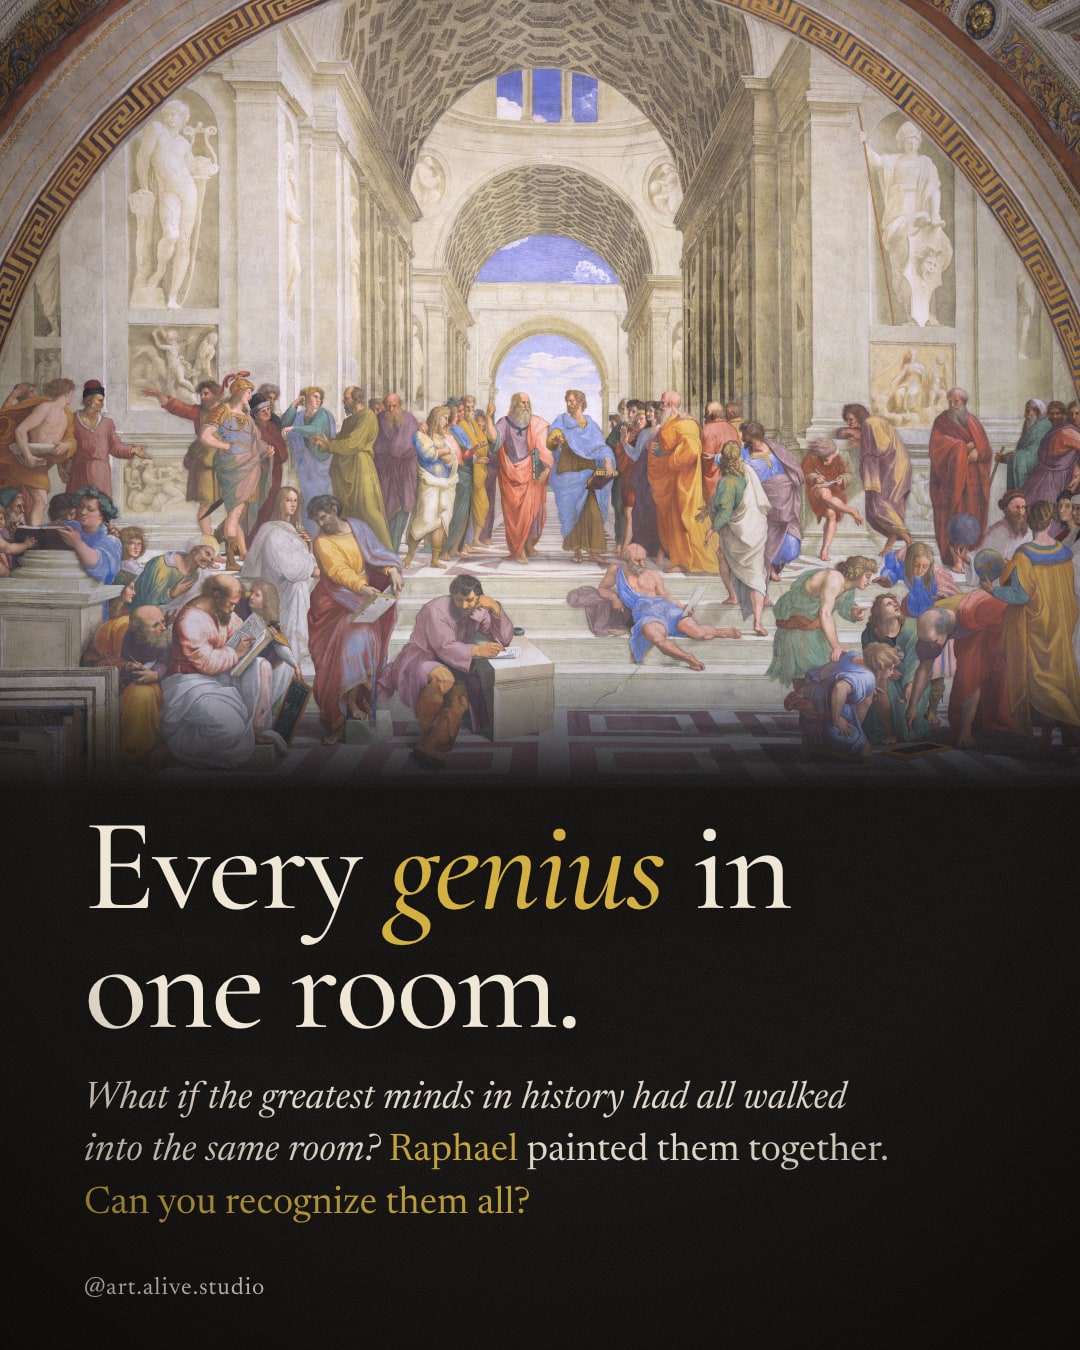 Every genius in
one room.
What if the greatest minds in history had all walked
into the same room? Raphael painted them together.
Can you recognize them all?
@art.alive.studio